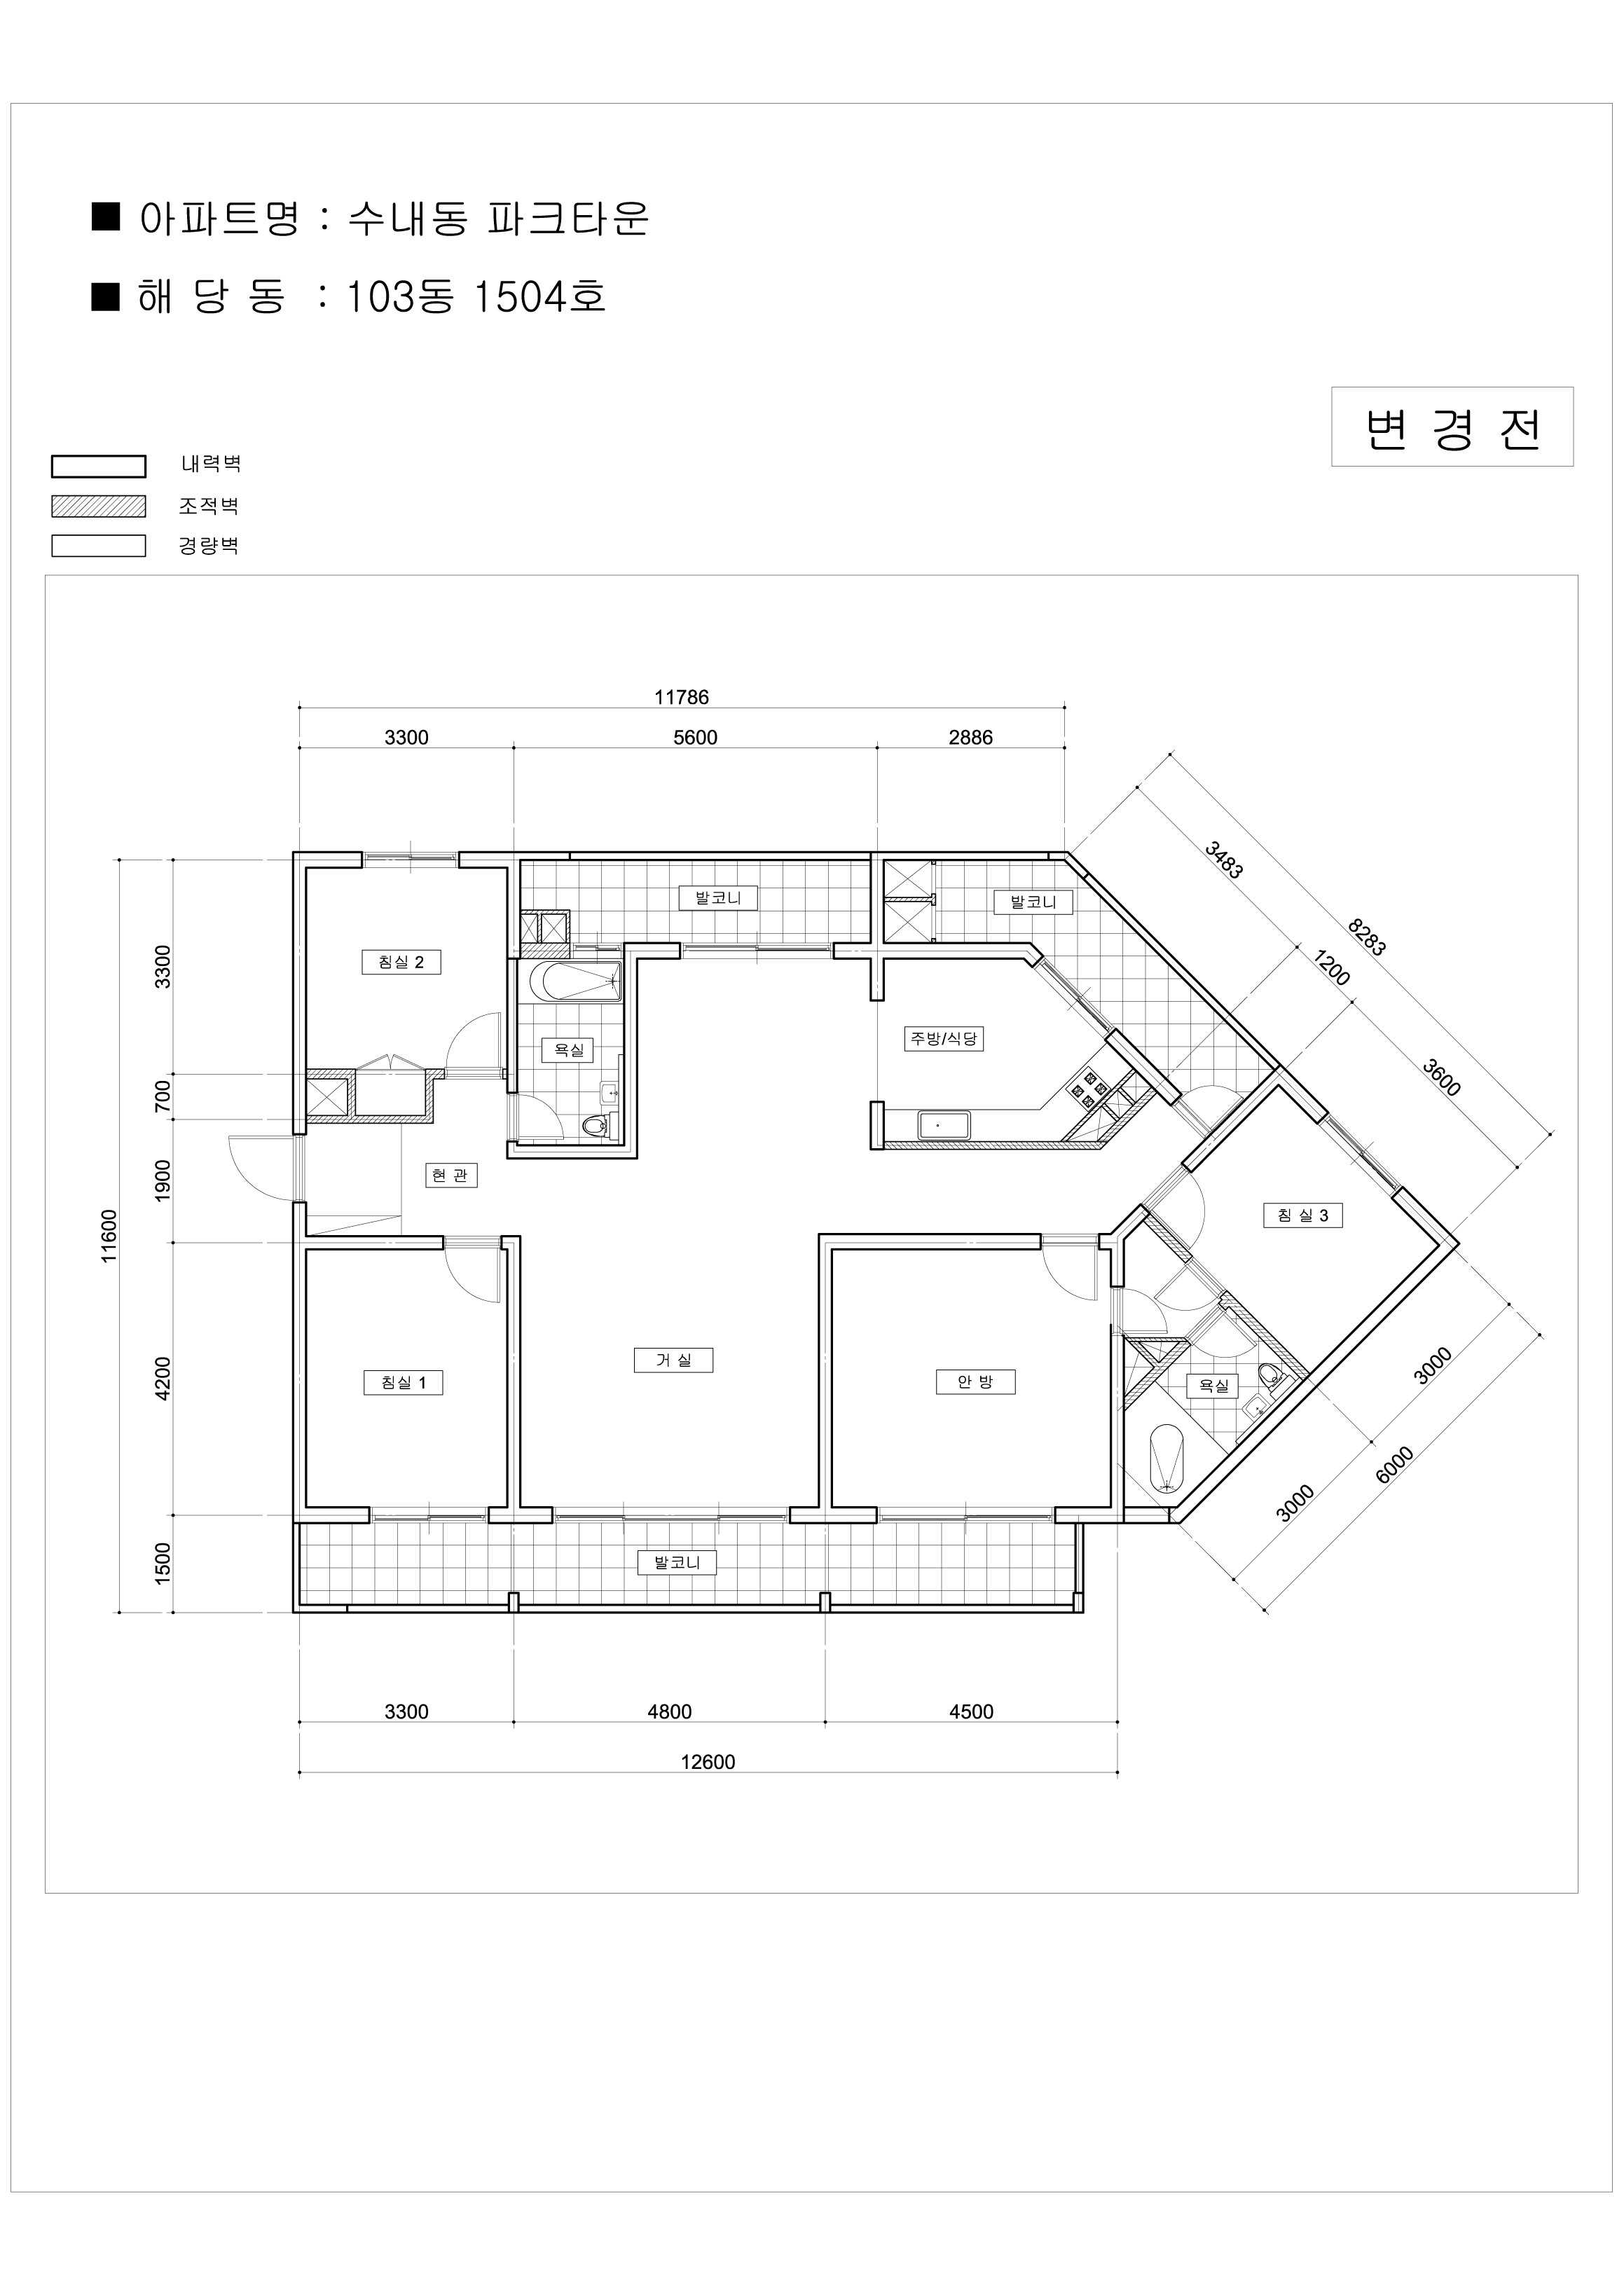 ■ 아파트명 : 수내동 파크타운
■ 해 당 동 : 103동 1504호
변 경 전
내력벽
조적벽
경량벽
11786
3300 5600 2886
3483
8283
1200
3600
발코니
발코니
침실 2
3300
주방/식당
욕실
700
현 관
1900
침 실 3
11600
거 실
침실 1
안 방
욕실
4200
3000
6000
3000
발코니
1500
3300 4800 4500
12600